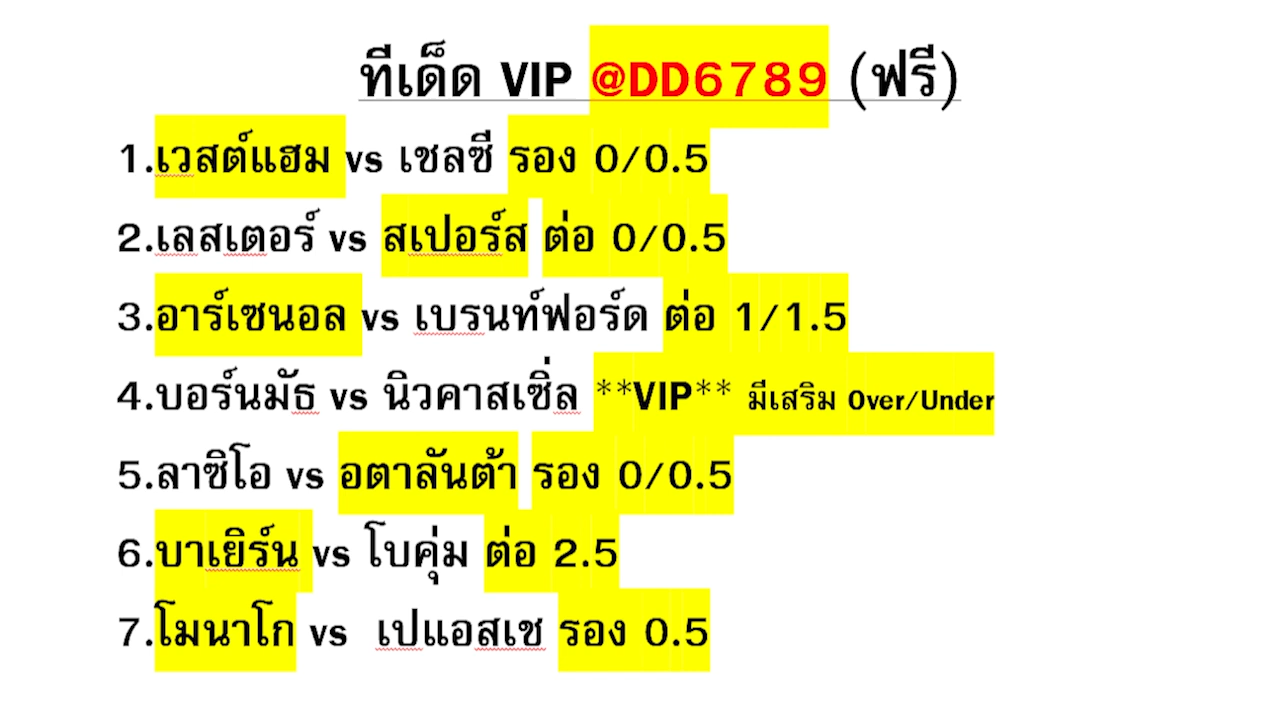 ทีเด็ด VIP @DD6789 (ฟรี)
1.เวสต์แฮม vs เชลซี รอง 0/0.5
2.เลสเตอร์ vs สเปอร์ส ต่อ 0/0.5
3.อาร์เซนอล vs เบรนท์ฟอร์ด ต่อ 1/1.5
4.บอร์นมัธ vs นิวคาสเซิ่ล **VIP** มีเสริม Over/Under
5.ลาซิโอ vs อตาลันต้า รอง 0/0.5
6.บาเยิร์น vs โบคุ่ม ต่อ 2.5
7.โมนาโก vs เปแอสเช รอง 0.5